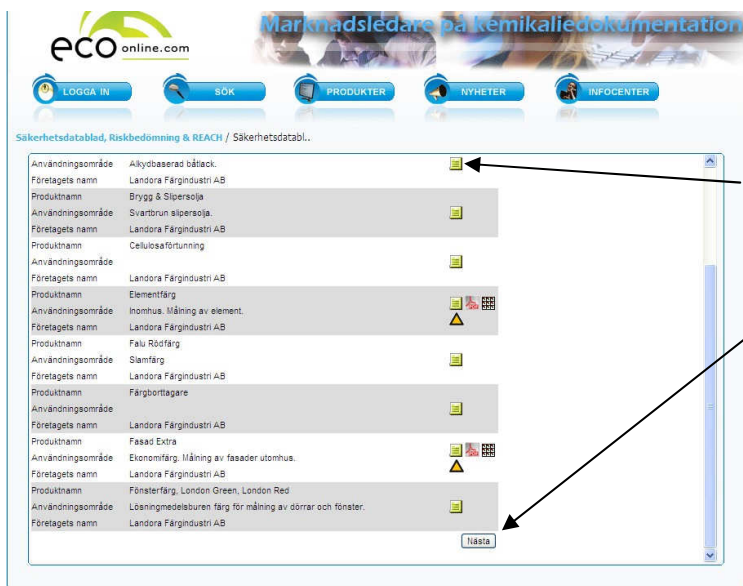 eco online.com
Marknadsledare på kemikaliedokumentation
LOGGA IN
SÖK
PRODUKTER
NYHETER
INFOCENTER
Säkerhetsdatablad, Riskbedömning & REACH / Säkerhetsdatabl..
Användningsområde Alkydbaserad båtlack.
Företagets namn Landora Färgindustri AB
Produktnamn Brygg & Slipersolja
Användningsområde Svartbrun slipersolja.
Företagets namn Landora Färgindustri AB
Produktnamn Cellulosaförtunning
Användningsområde
Företagets namn Landora Färgindustri AB
Produktnamn Elementfärg
Användningsområde Inomhus. Målning av element.
Företagets namn Landora Färgindustri AB
Produktnamn Falu Rödfärg
Användningsområde Slamfärg
Företagets namn Landora Färgindustri AB
Produktnamn Färgborttagare
Användningsområde
Företagets namn Landora Färgindustri AB
Produktnamn Fasad Extra
Användningsområde Ekonomifärg. Målning av fasader utomhus.
Företagets namn Landora Färgindustri AB
Produktnamn Fönsterfärg, London Green, London Red
Användningsområde Lösningmedelsburen färg för målning av dörrar och fönster.
Företagets namn Landora Färgindustri AB
Nästa